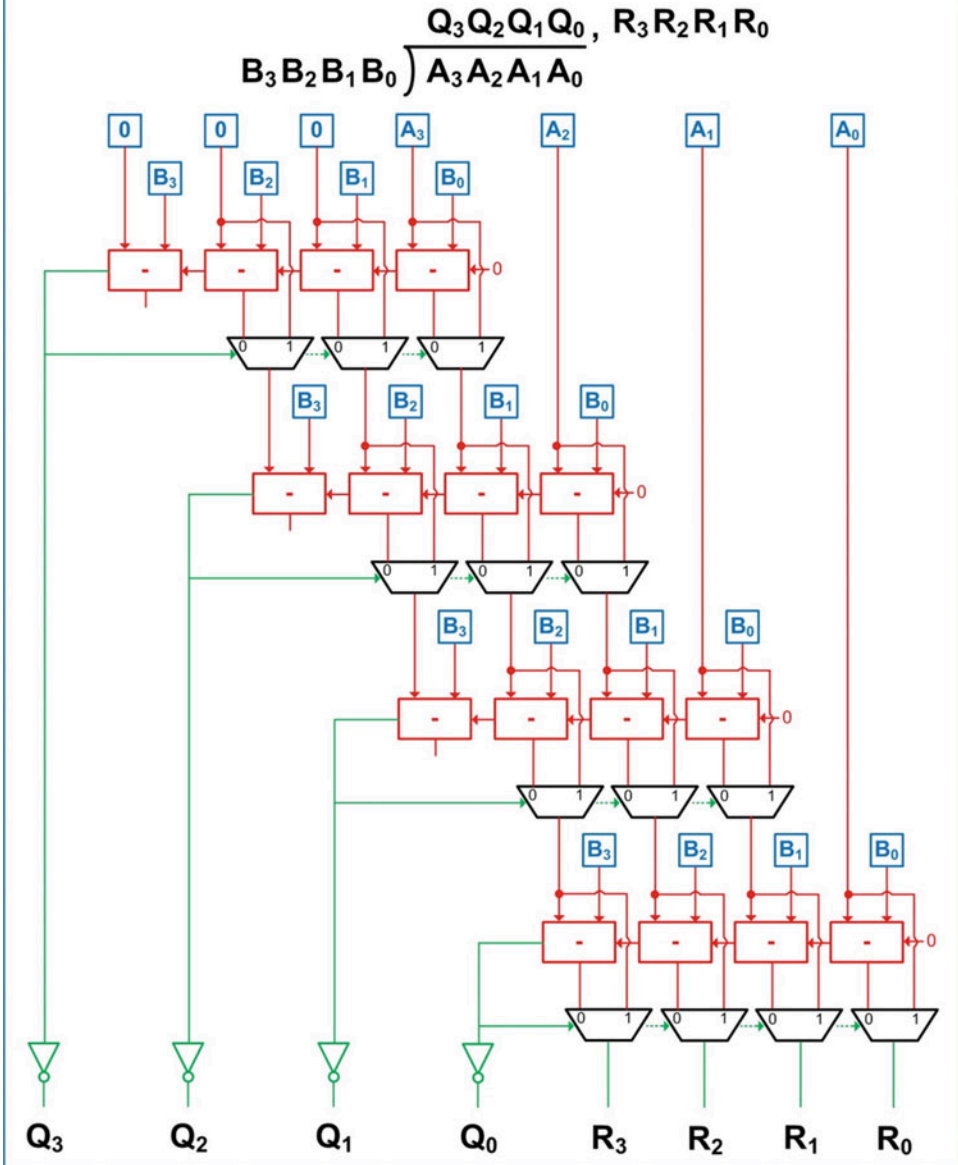 Q₃Q₂Q₁Q₀, R₃R₂R₁R₀
B₃B₂B₁B₀ A₃A₂A₁A₀
0 0 0 A₃ A₂ A₁ A₀
B₃ B₂ B₁ B₀
- - - - 0
0 1 0 1 0 1
B₃ B₂ B₁ B₀
- - - - 0
0 1 0 1 0 1
B₃ B₂ B₁ B₀
- - - - 0
0 1 0 1 0 1
B₃ B₂ B₁ B₀
- - - - 0
0 1 0 1 0 1 0 1
Q₃ Q₂ Q₁ Q₀ R₃ R₂ R₁ R₀